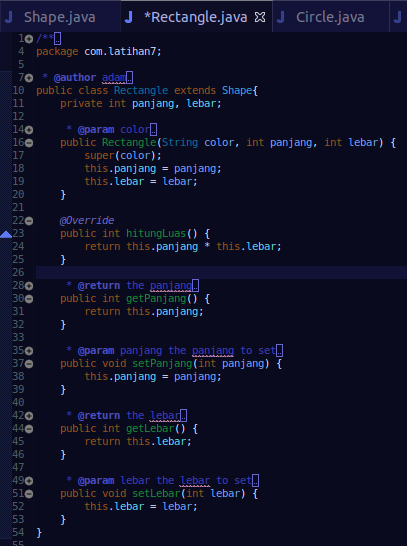 Shape.java *Rectangle.java Circle.java
1 /**
4 package com.latihan7;
5
7 * @author adam
10 public class Rectangle extends Shape{
11 private int panjang, lebar;
12
14 * @param color
16 public Rectangle(String color, int panjang, int lebar) {
17 super(color);
18 this.panjang = panjang;
19 this.lebar = lebar;
20 }
21
22 @Override
23 public int hitungLuas() {
24 return this.panjang * this.lebar;
25 }
26
28 * @return the panjang
30 public int getPanjang() {
31 return this.panjang;
32 }
33
35 * @param panjang the panjang to set
37 public void setPanjang(int panjang) {
38 this.panjang = panjang;
39 }
40
42 * @return the lebar
44 public int getLebar() {
45 return this.lebar;
46 }
47
49 * @param lebar the lebar to set
51 public void setLebar(int lebar) {
52 this.lebar = lebar;
53 }
54 }
55